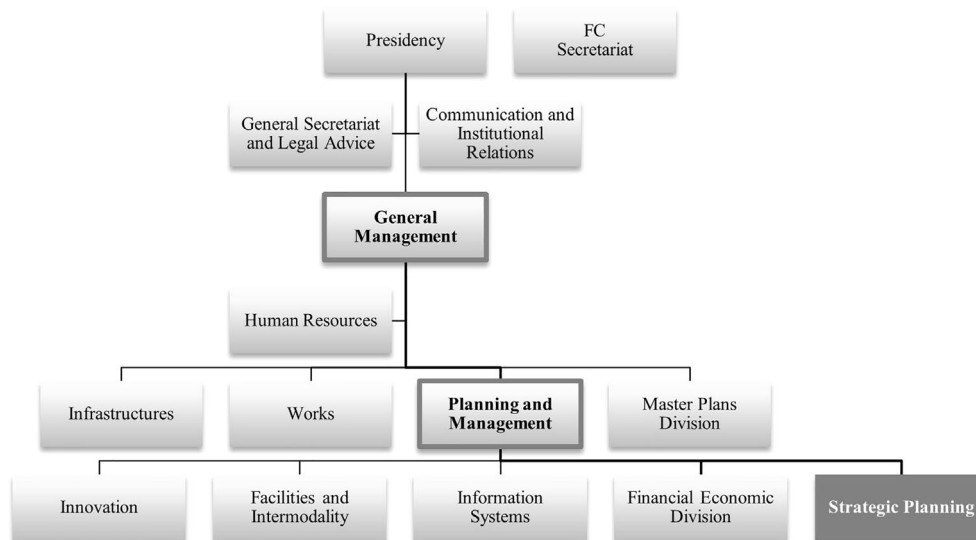 Presidency
FC
Secretariat
General Secretariat
and Legal Advice
Communication and
Institutional
Relations
General
Management
Human Resources
Infrastructures
Works
Planning and
Management
Master Plans
Division
Innovation
Facilities and
Intermodality
Information
Systems
Financial Economic
Division
Strategic Planning